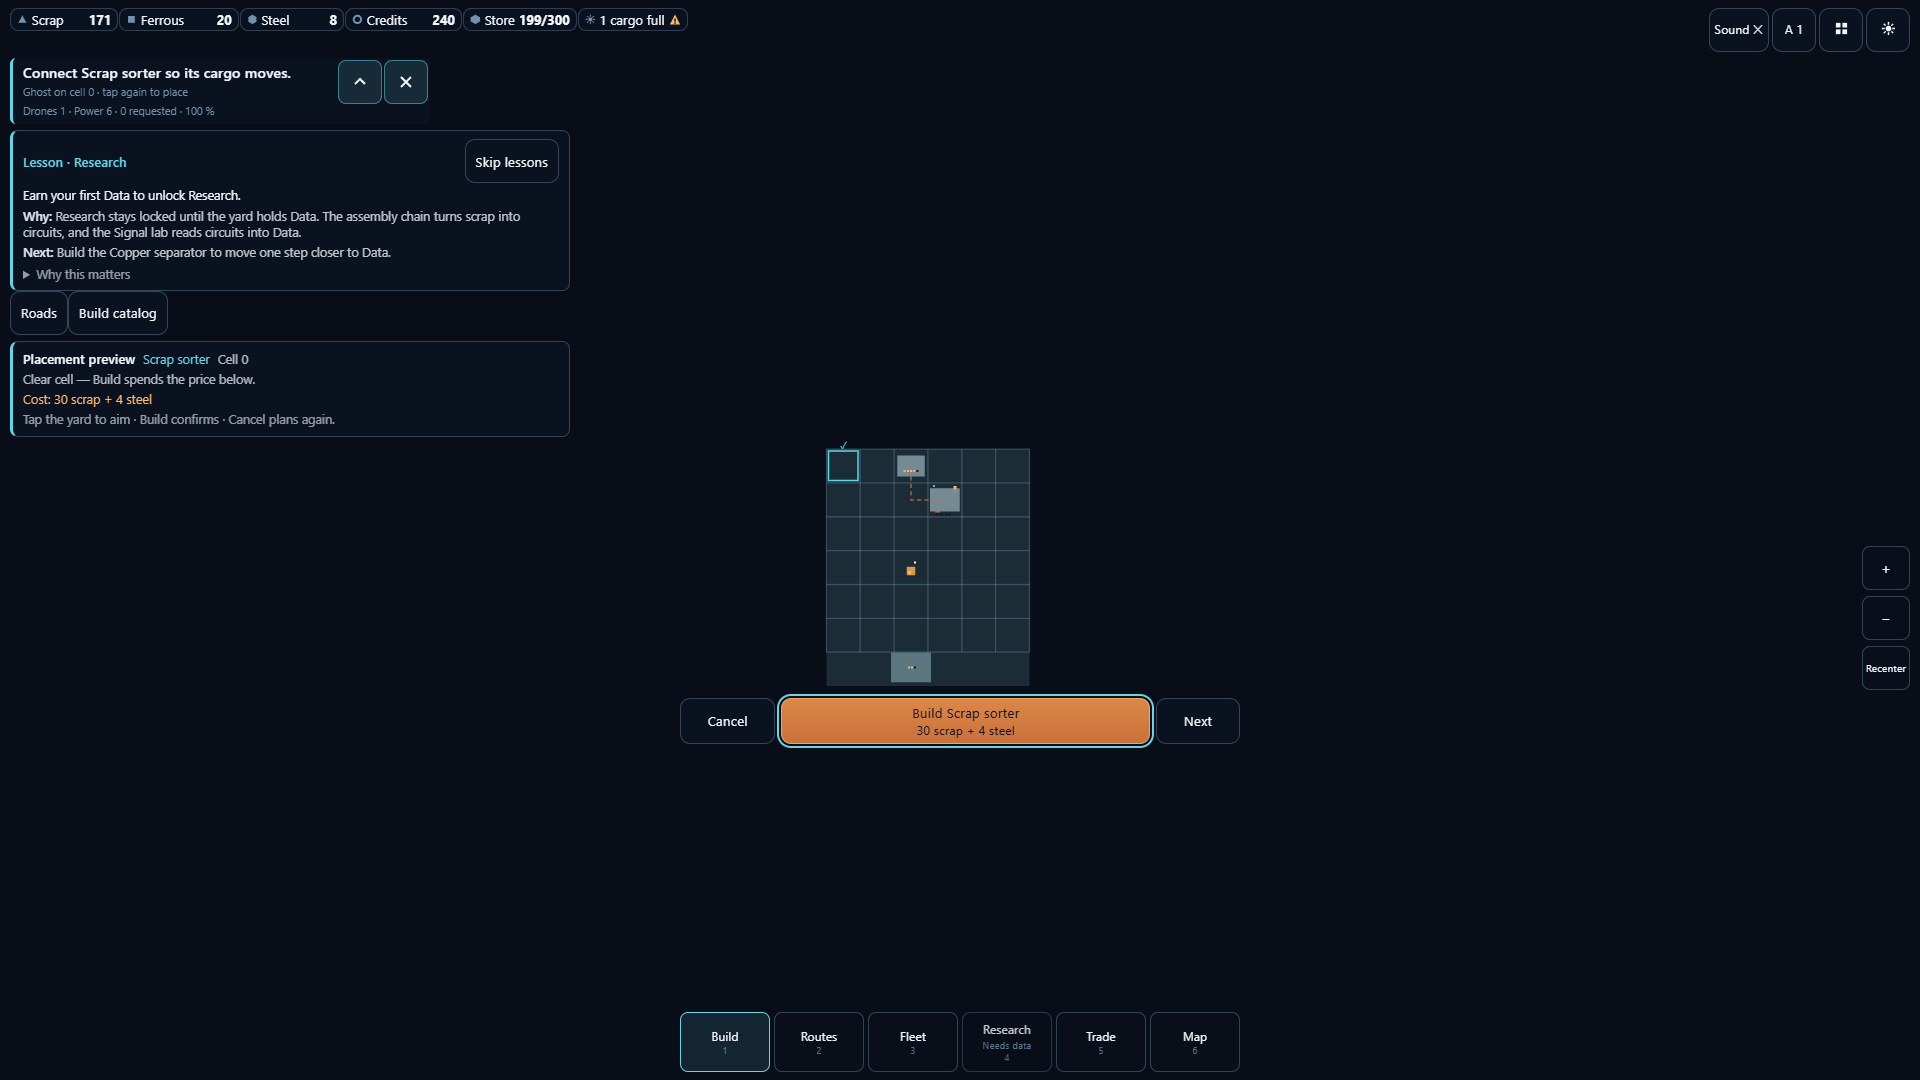 Scrap 171
Ferrous 20
Steel 8
Credits 240
Store 199/300
1 cargo full
Sound
A 1
Connect Scrap sorter so its cargo moves.
Ghost on cell 0 · tap again to place
Drones 1 · Power 6 · 0 requested · 100 %
Lesson · Research
Skip lessons
Earn your first Data to unlock Research.
Why: Research stays locked until the yard holds Data. The assembly chain turns scrap into
circuits, and the Signal lab reads circuits into Data.
Next: Build the Copper separator to move one step closer to Data.
Why this matters
Roads
Build catalog
Placement preview Scrap sorter Cell 0
Clear cell — Build spends the price below.
Cost: 30 scrap + 4 steel
Tap the yard to aim · Build confirms · Cancel plans again.
+
−
Recenter
Cancel
Build Scrap sorter
30 scrap + 4 steel
Next
Build
1
Routes
2
Fleet
3
Research
Needs data
4
Trade
5
Map
6